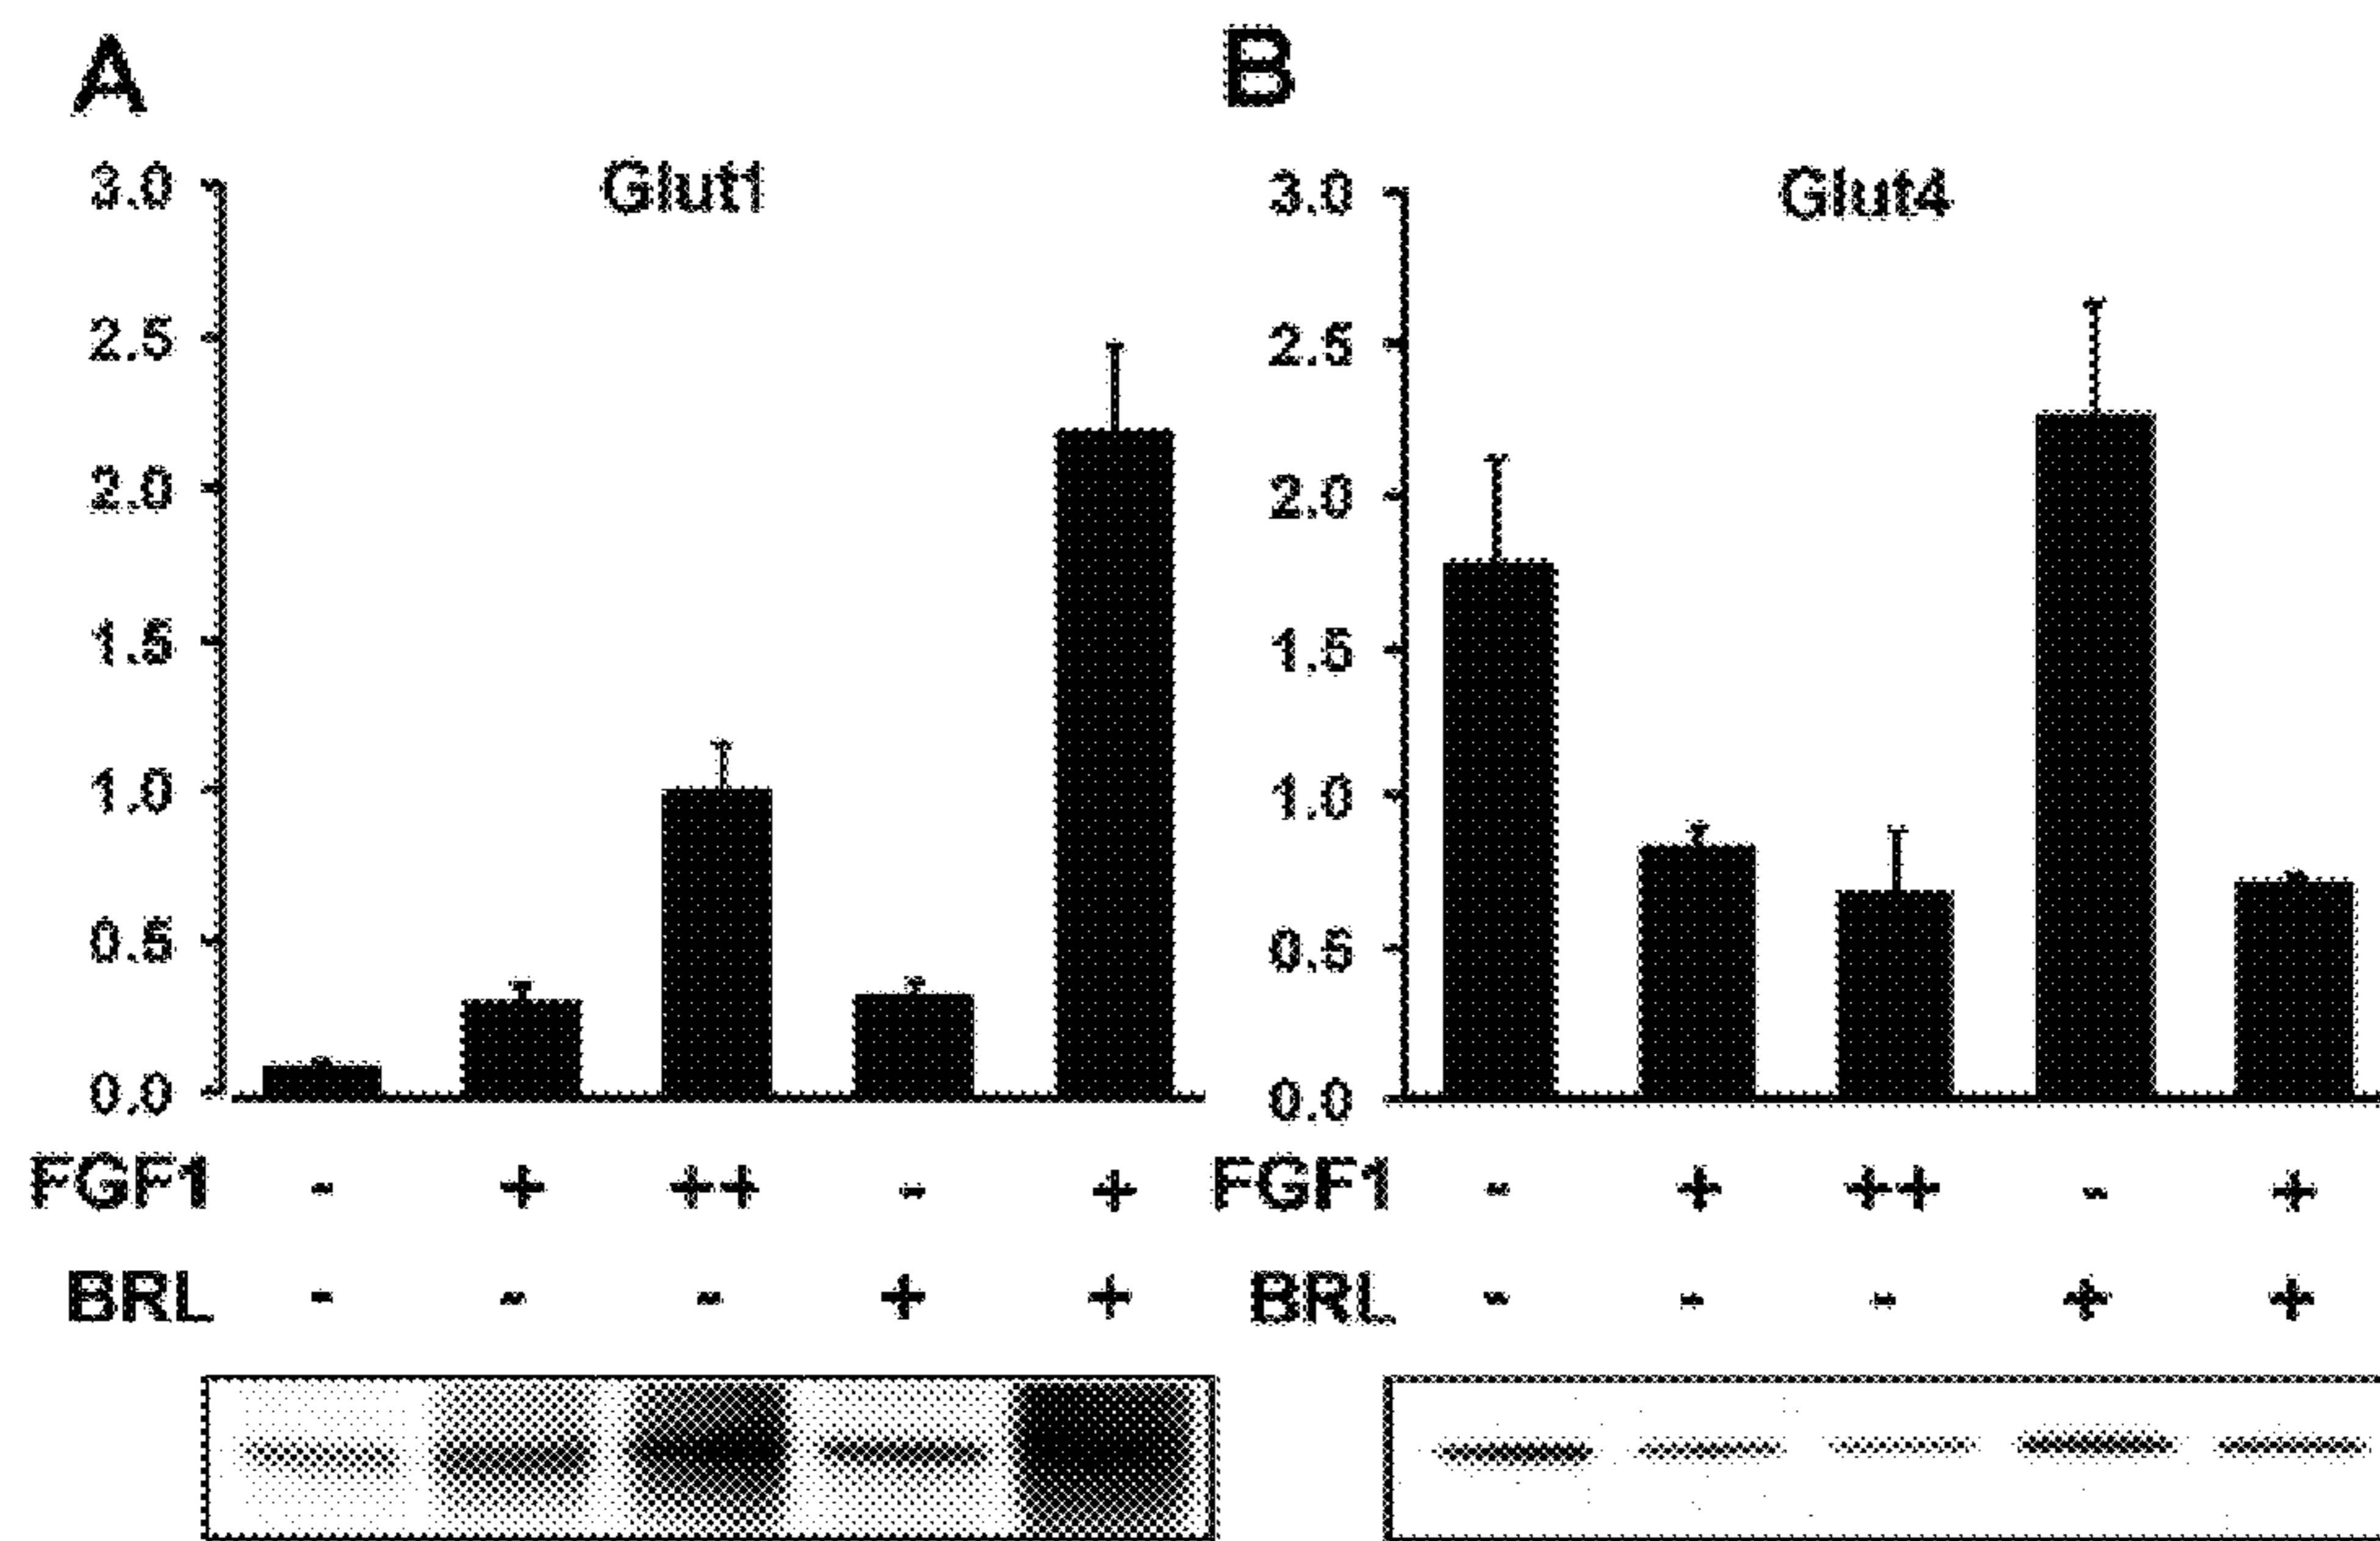 A
Glut1
3.0
2.5
2.0
1.5
1.0
0.5
0.0
FGF1 - + ++ - +
BRL - - - + +
B
Glut4
3.0
2.5
2.0
1.5
1.0
0.5
0.0
FGF1 - + ++ - +
BRL - - - + +